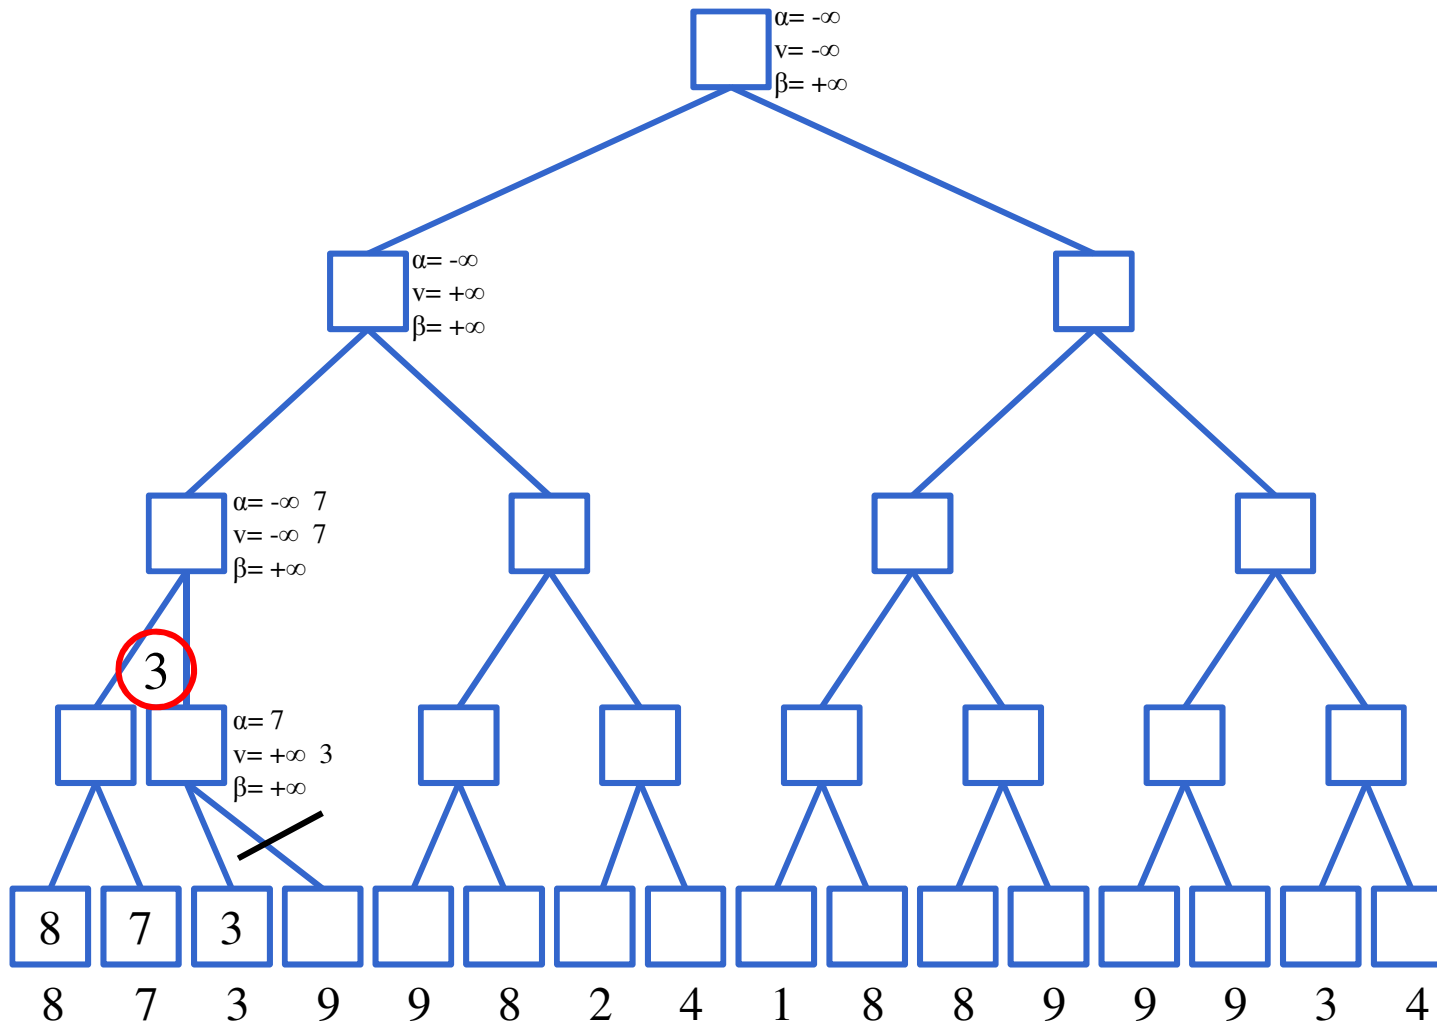 α= -∞
v= -∞
β= +∞
α= -∞
v= +∞
β= +∞
α= -∞ 7
v= -∞ 7
β= +∞
3
α= 7
v= +∞ 3
β= +∞
8 7 3
8 7 3 9 9 8 2 4 1 8 8 9 9 9 3 4